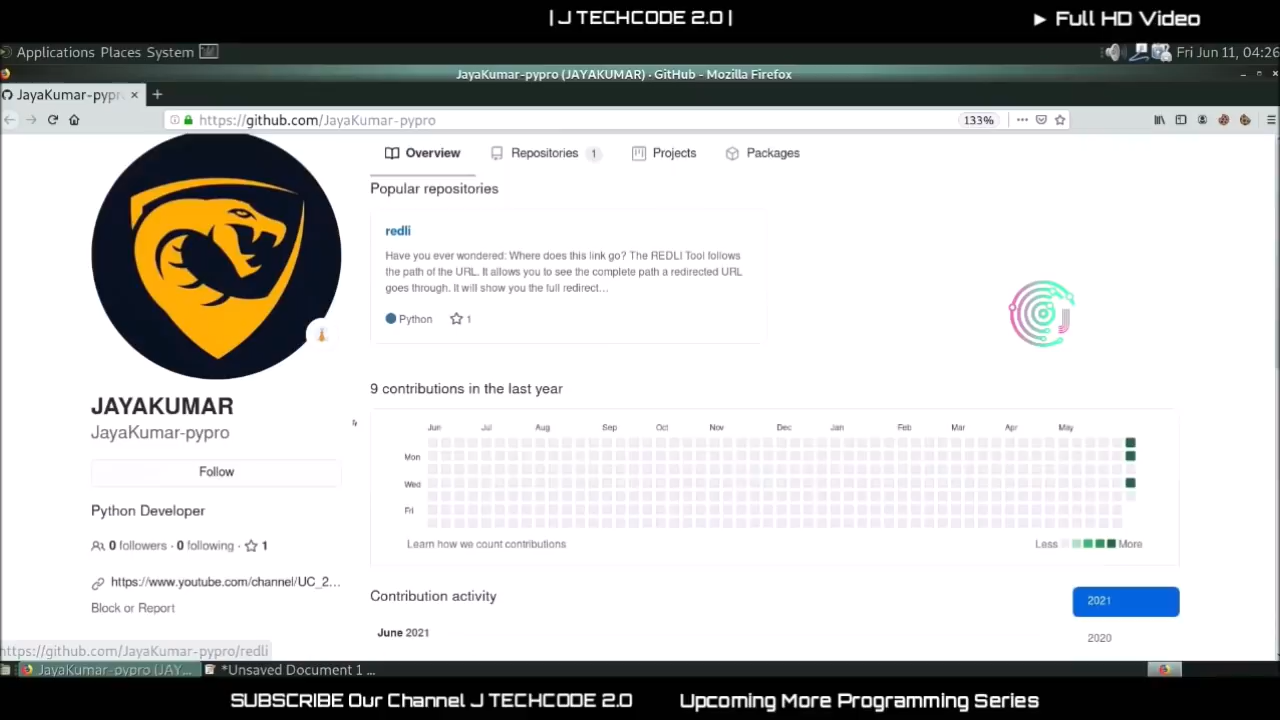 | J TECHCODE 2.0 |
► Full HD Video
Applications Places System
Fri Jun 11, 04:26
JayaKumar-pypro (JAYAKUMAR) · GitHub - Mozilla Firefox
JayaKumar-pypro
https://github.com/JayaKumar-pypro
133%
Overview
Repositories 1
Projects
Packages
Popular repositories
redli
Have you ever wondered: Where does this link go? The REDLI Tool follows
the path of the URL. It allows you to see the complete path a redirected URL
goes through. It will show you the full redirect…
Python 1
JAYAKUMAR
JayaKumar-pypro
Follow
Python Developer
0 followers · 0 following · 1
https://www.youtube.com/channel/UC_2...
Block or Report
9 contributions in the last year
Jun Jul Aug Sep Oct Nov Dec Jan Feb Mar Apr May
Mon
Wed
Fri
Learn how we count contributions
Less More
Contribution activity
2021
June 2021
2020
https://github.com/JayaKumar-pypro/redli
JayaKumar-pypro (JAY...
*Unsaved Document 1 ...
SUBSCRIBE Our Channel J TECHCODE 2.0
Upcoming More Programming Series